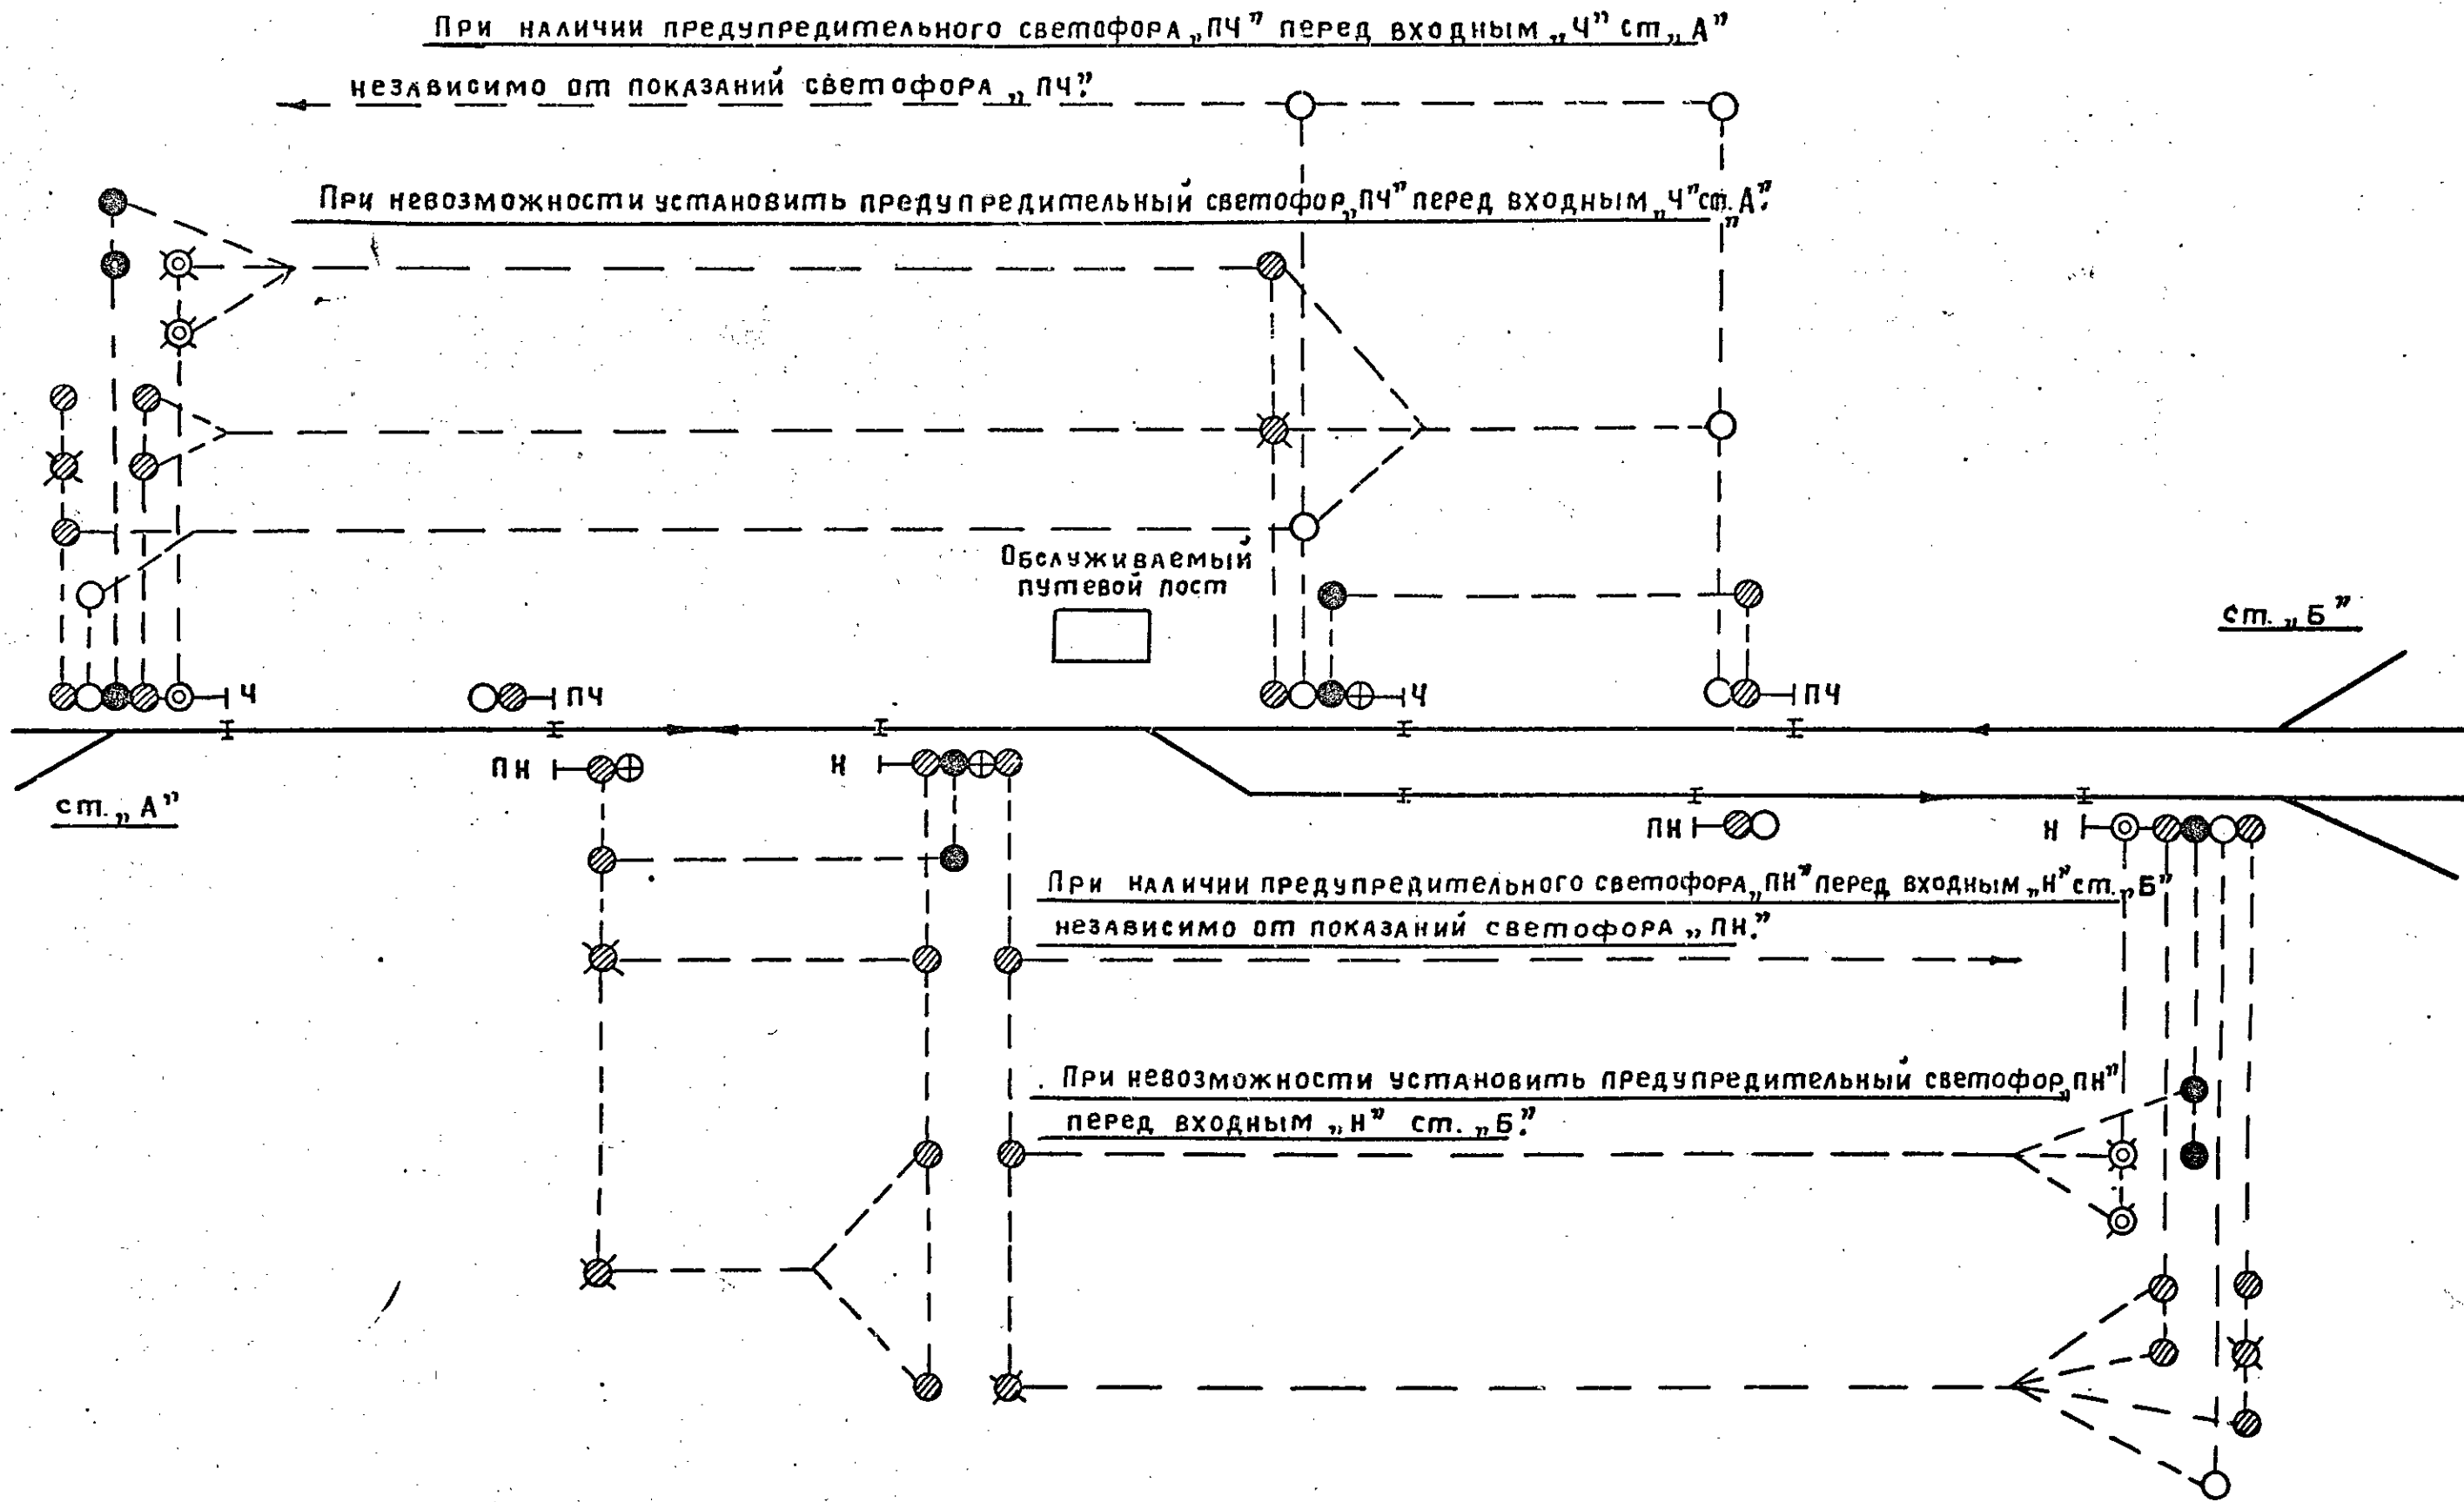 При наличии предупредительного светофора „ПЧ” перед входным „Ч” ст „А”
независимо от показаний светофора „ПЧ”.
При невозможности установить предупредительный светофор „ПЧ” перед входным „Ч” ст. „А”.
Обслуживаемый
путевой пост
ст. „Б”
Ч
ПЧ
Ч
ПЧ
ПН
Н
ст. „А”
ПН
Н
При наличии предупредительного светофора „ПН” перед входным „Н” ст. „Б”
независимо от показаний светофора „ПН.”
При невозможности установить предупредительный светофор „ПН”
перед входным „Н” ст. „Б”.